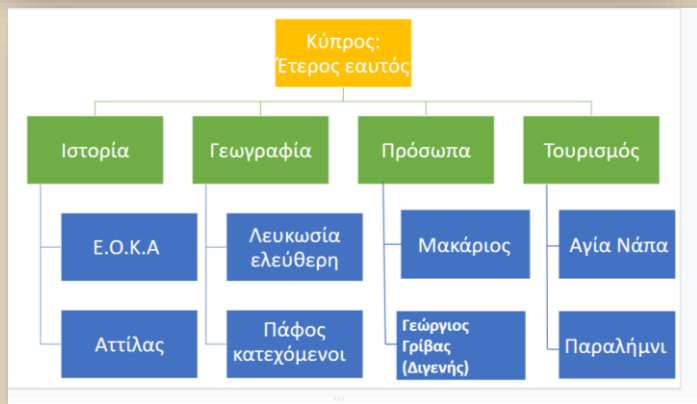 Κύπρος:
Έτερος εαυτός
Ιστορία
Γεωγραφία
Πρόσωπα
Τουρισμός
Ε.Ο.Κ.Α
Λευκωσία
ελεύθερη
Μακάριος
Αγία Νάπα
Αττίλας
Πάφος
κατεχόμενοι
Γεώργιος
Γρίβας
(Διγενής)
Παραλήμνι